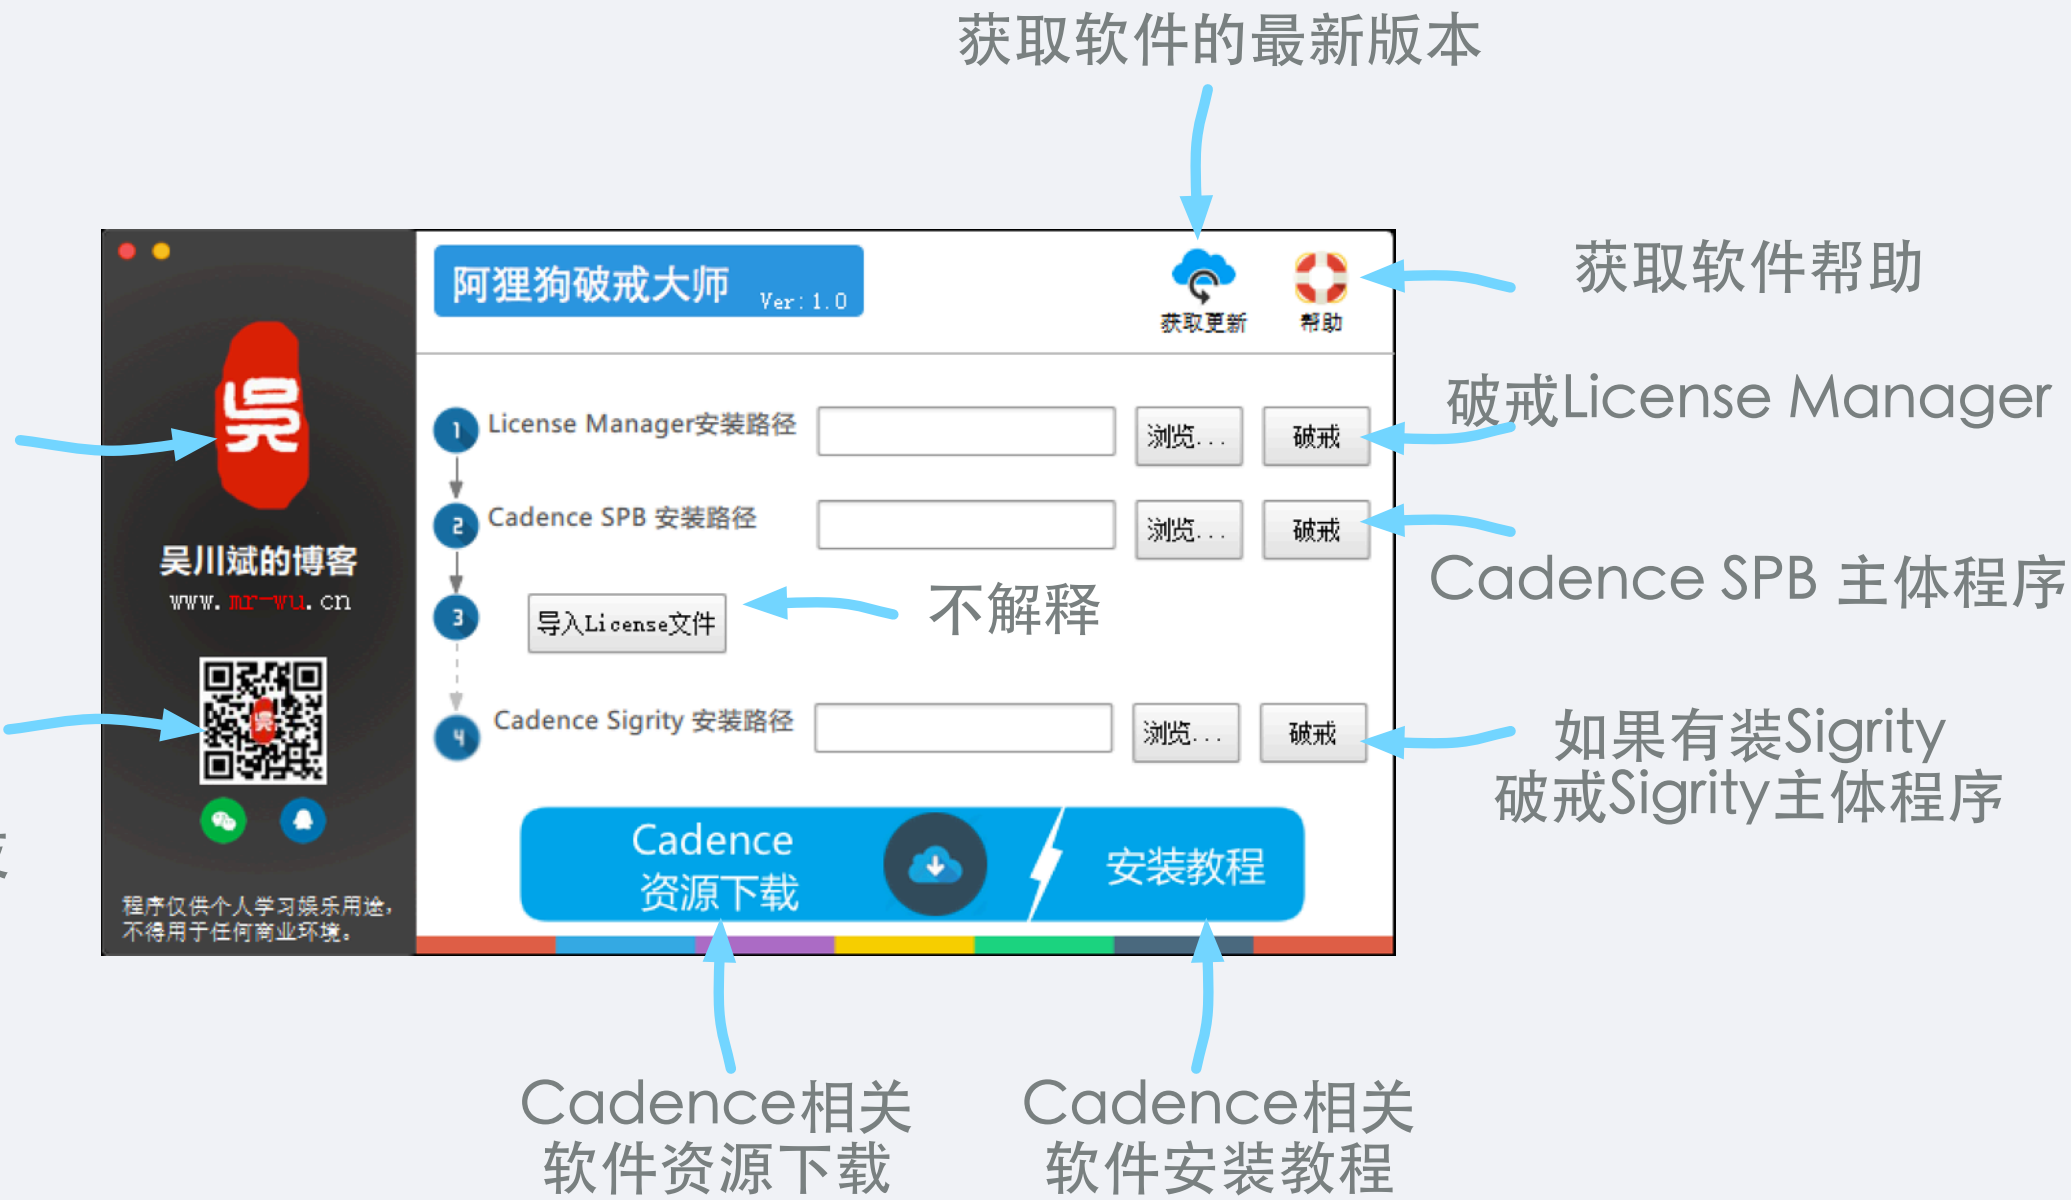 获取软件的最新版本
阿狸狗破戒大师 Ver:1.0
获取更新
帮助
获取软件帮助
吴
吴川斌的博客
www.mr-wu.cn
程序仅供个人学习娱乐用途，
不得用于任何商业环境。
1 License Manager安装路径 浏览... 破戒
破戒License Manager
2 Cadence SPB 安装路径 浏览... 破戒
Cadence SPB 主体程序
3 导入License文件
不解释
4 Cadence Sigrity 安装路径 浏览... 破戒
如果有装Sigrity
破戒Sigrity主体程序
Cadence
资源下载
安装教程
Cadence相关
软件资源下载
Cadence相关
软件安装教程